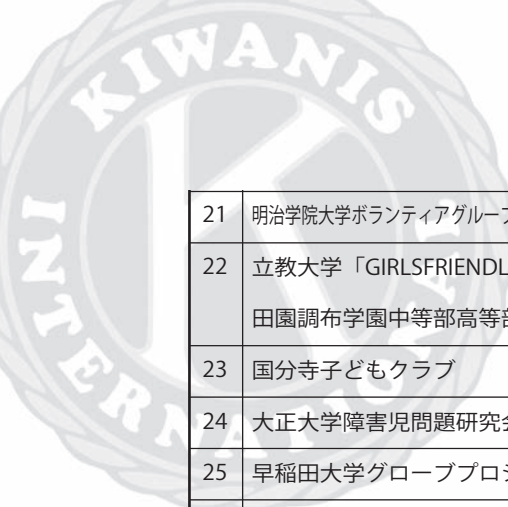 KIWANIS
INTERNATIONAL
K
21 明治学院大学ボランティアグルー
22 立教大学「GIRLSFRIENDL
田園調布学園中等部高等
23 国分寺子どもクラブ
24 大正大学障害児問題研究
25 早稲田大学グローブプロ